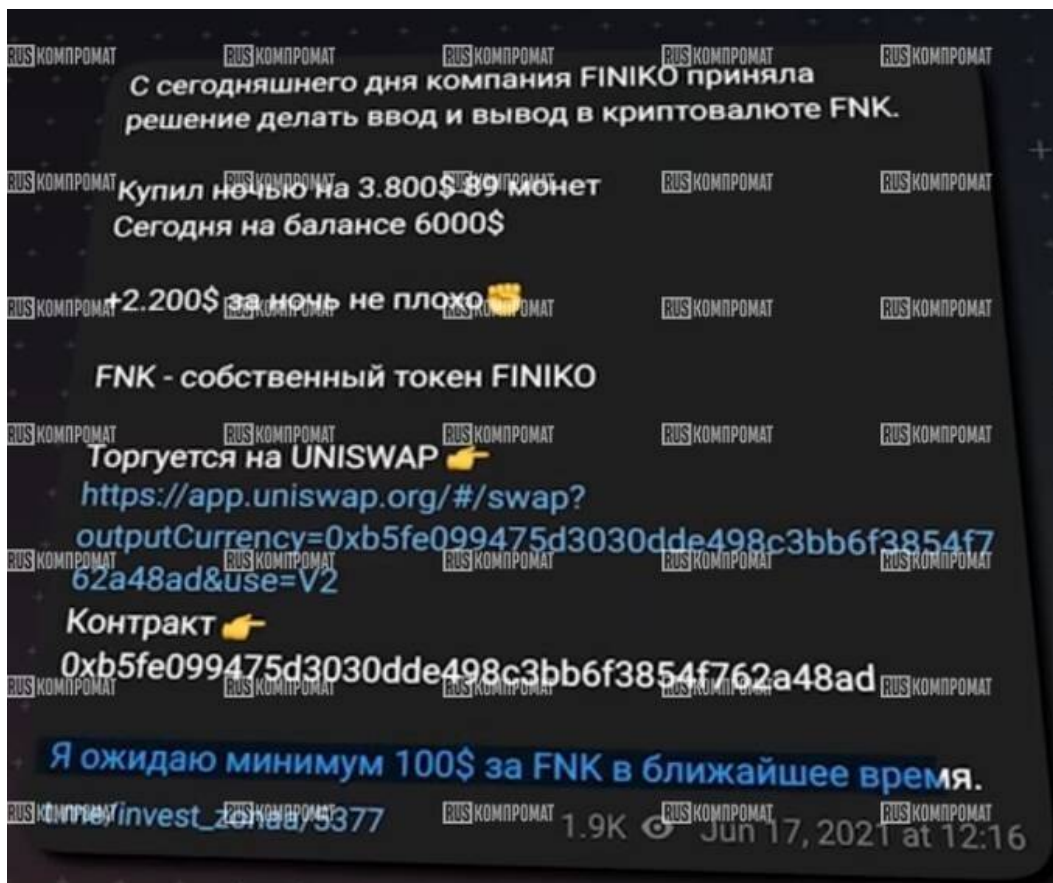 С сегодняшнего дня компания FINIKO приняла
решение делать ввод и вывод в криптовалюте FNK.
Купил ночью на 3.800$ 89 монет
Сегодня на балансе 6000$
+2.200$ за ночь не плохо✊
FNK - собственный токен FINIKO
Торгуется на UNISWAP 👉
https://app.uniswap.org/#/swap?
outputCurrency=0xb5fe099475d3030dde498c3bb6f3854f7
62a48ad&use=V2
Контракт 👉
0xb5fe099475d3030dde498c3bb6f3854f762a48ad
Я ожидаю минимум 100$ за FNK в ближайшее время.
t.me/invest_zonaa/5377 1.9K Jun 17, 2021 at 12:16
RUS КОМПРОМАТ